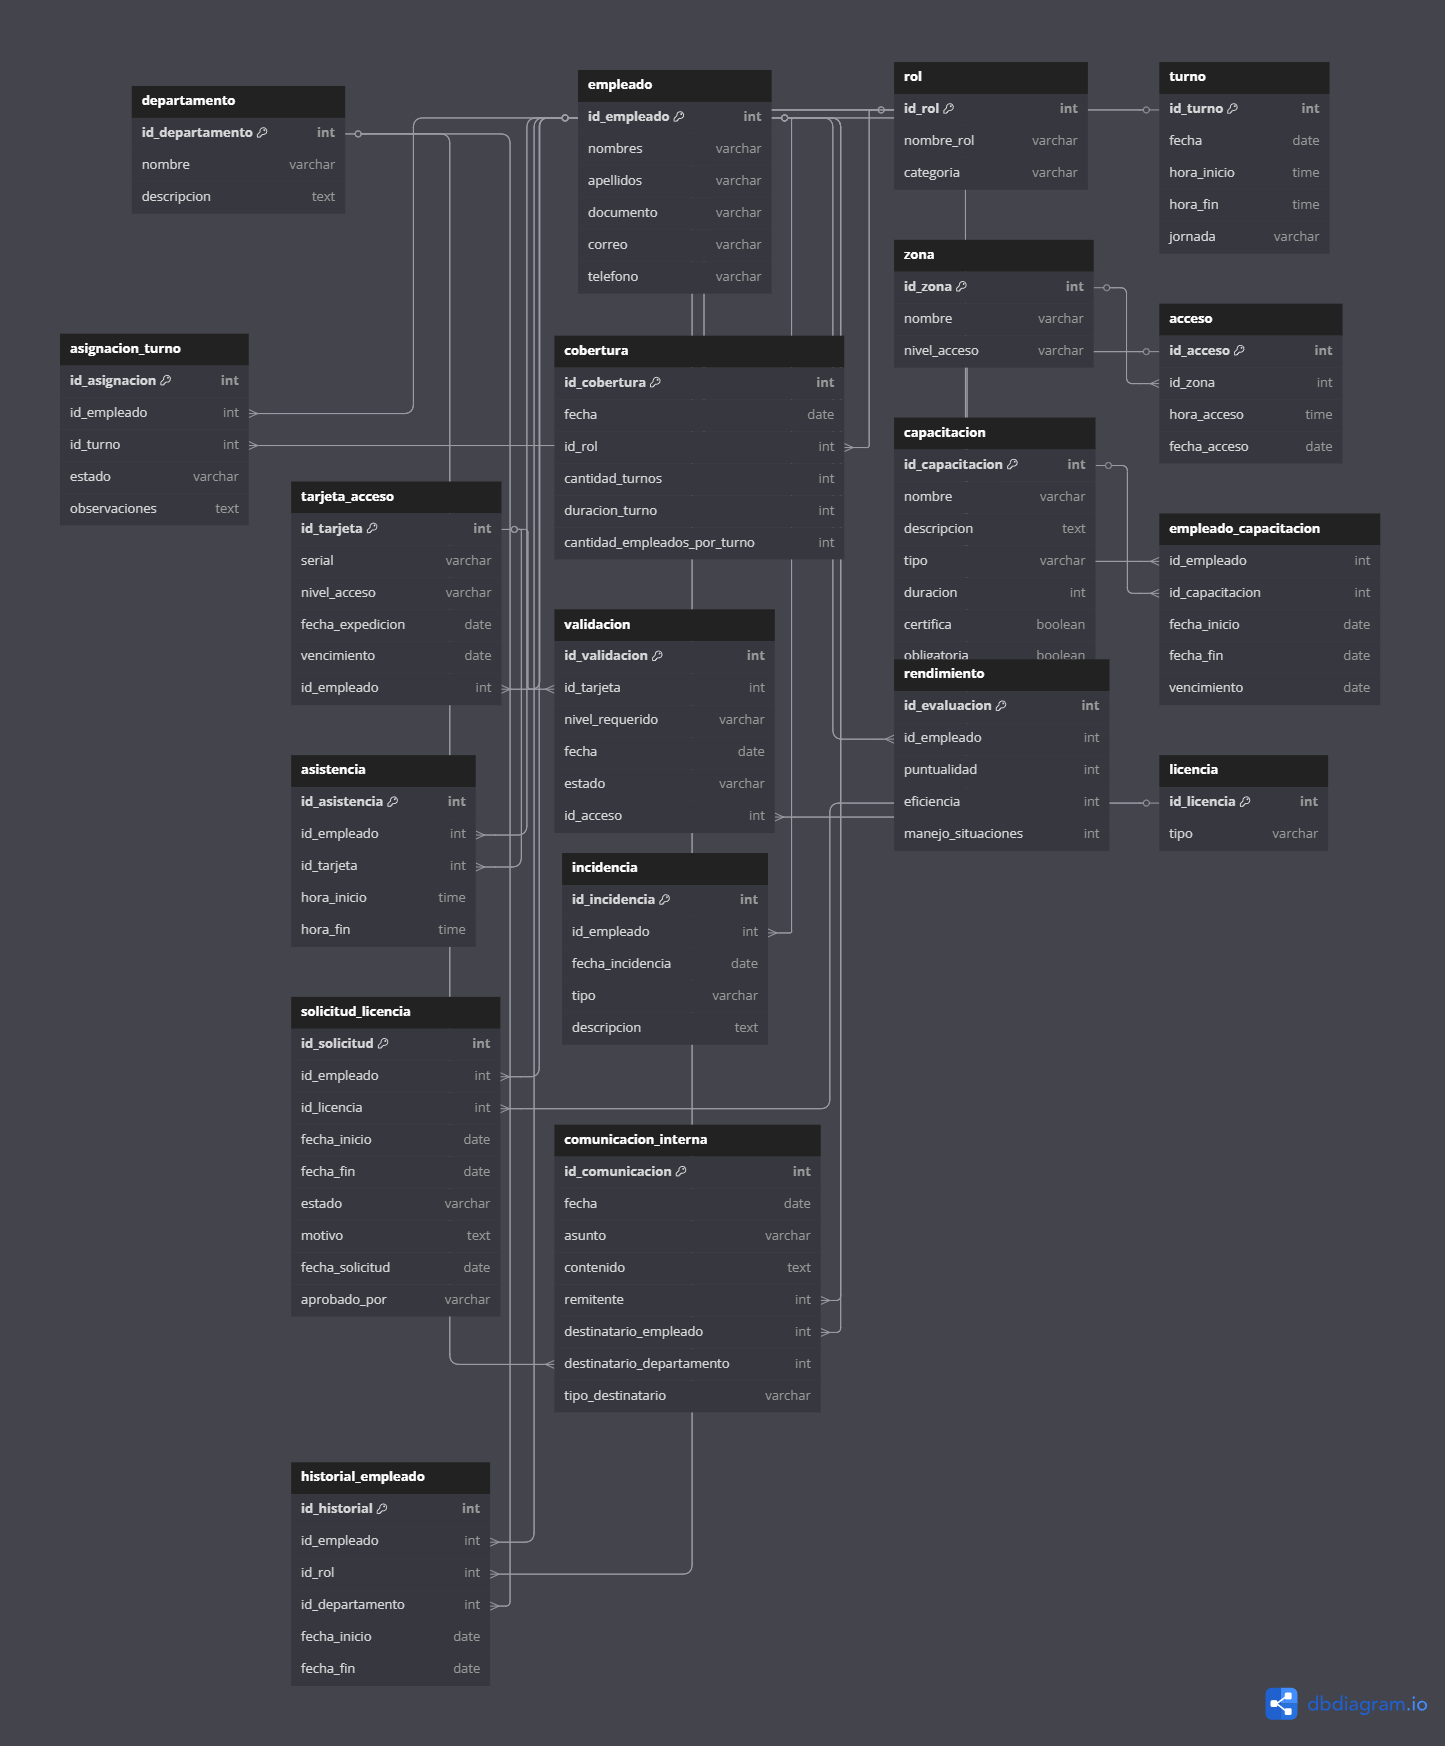 departamento
id_departamento int
nombre varchar
descripcion text
empleado
id_empleado int
nombres varchar
apellidos varchar
documento varchar
correo varchar
telefono varchar
rol
id_rol int
nombre_rol varchar
categoria varchar
turno
id_turno int
fecha date
hora_inicio time
hora_fin time
jornada varchar
zona
id_zona int
nombre varchar
nivel_acceso varchar
acceso
id_acceso int
id_zona int
hora_acceso time
fecha_acceso date
asignacion_turno
id_asignacion int
id_empleado int
id_turno int
estado varchar
observaciones text
cobertura
id_cobertura int
fecha date
id_rol int
cantidad_turnos int
duracion_turno int
cantidad_empleados_por_turno int
capacitacion
id_capacitacion int
nombre varchar
descripcion text
tipo varchar
duracion int
certifica boolean
obligatoria boolean
tarjeta_acceso
id_tarjeta int
serial varchar
nivel_acceso varchar
fecha_expedicion date
vencimiento date
id_empleado int
empleado_capacitacion
id_empleado int
id_capacitacion int
fecha_inicio date
fecha_fin date
vencimiento date
validacion
id_validacion int
id_tarjeta int
nivel_requerido varchar
fecha date
estado varchar
id_acceso int
rendimiento
id_evaluacion int
id_empleado int
puntualidad int
eficiencia int
manejo_situaciones int
asistencia
id_asistencia int
id_empleado int
id_tarjeta int
hora_inicio time
hora_fin time
licencia
id_licencia int
tipo varchar
incidencia
id_incidencia int
id_empleado int
fecha_incidencia date
tipo varchar
descripcion text
solicitud_licencia
id_solicitud int
id_empleado int
id_licencia int
fecha_inicio date
fecha_fin date
estado varchar
motivo text
fecha_solicitud date
aprobado_por varchar
comunicacion_interna
id_comunicacion int
fecha date
asunto varchar
contenido text
remitente int
destinatario_empleado int
destinatario_departamento int
tipo_destinatario varchar
historial_empleado
id_historial int
id_empleado int
id_rol int
id_departamento int
fecha_inicio date
fecha_fin date
dbdiagram.io